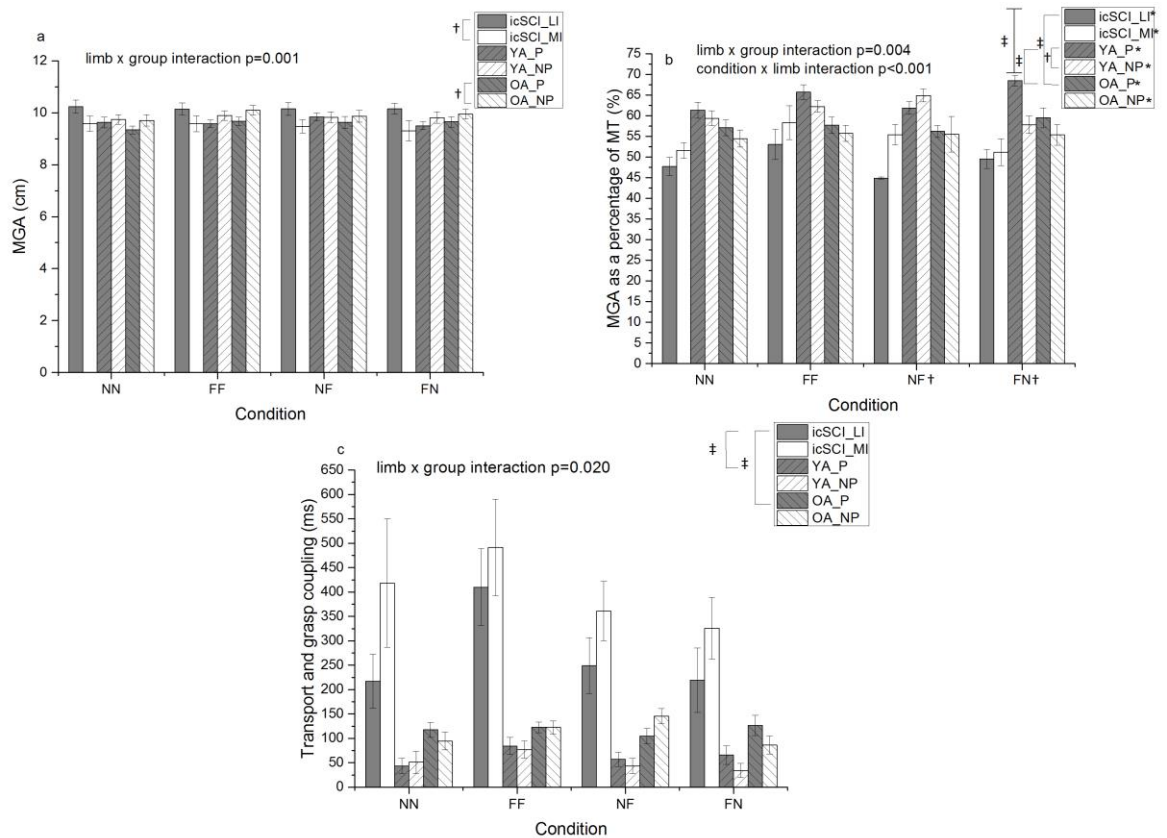 a
limb x group interaction p=0.001
†
†
icSCI_LI
icSCI_MI
YA_P
YA_NP
OA_P
OA_NP
12
10
8
6
4
2
0
MGA (cm)
NN FF NF FN
Condition
b
limb x group interaction p=0.004
condition x limb interaction p<0.001
‡
‡
‡
†
icSCI_LI*
icSCI_MI*
YA_P*
YA_NP*
OA_P*
OA_NP*
75
70
65
60
55
50
45
40
35
30
25
20
15
10
5
0
MGA as a percentage of MT (%)
NN FF NF† FN†
Condition
c
limb x group interaction p=0.020
‡
‡
icSCI_LI
icSCI_MI
YA_P
YA_NP
OA_P
OA_NP
650
600
550
500
450
400
350
300
250
200
150
100
50
0
Transport and grasp coupling (ms)
NN FF NF FN
Condition